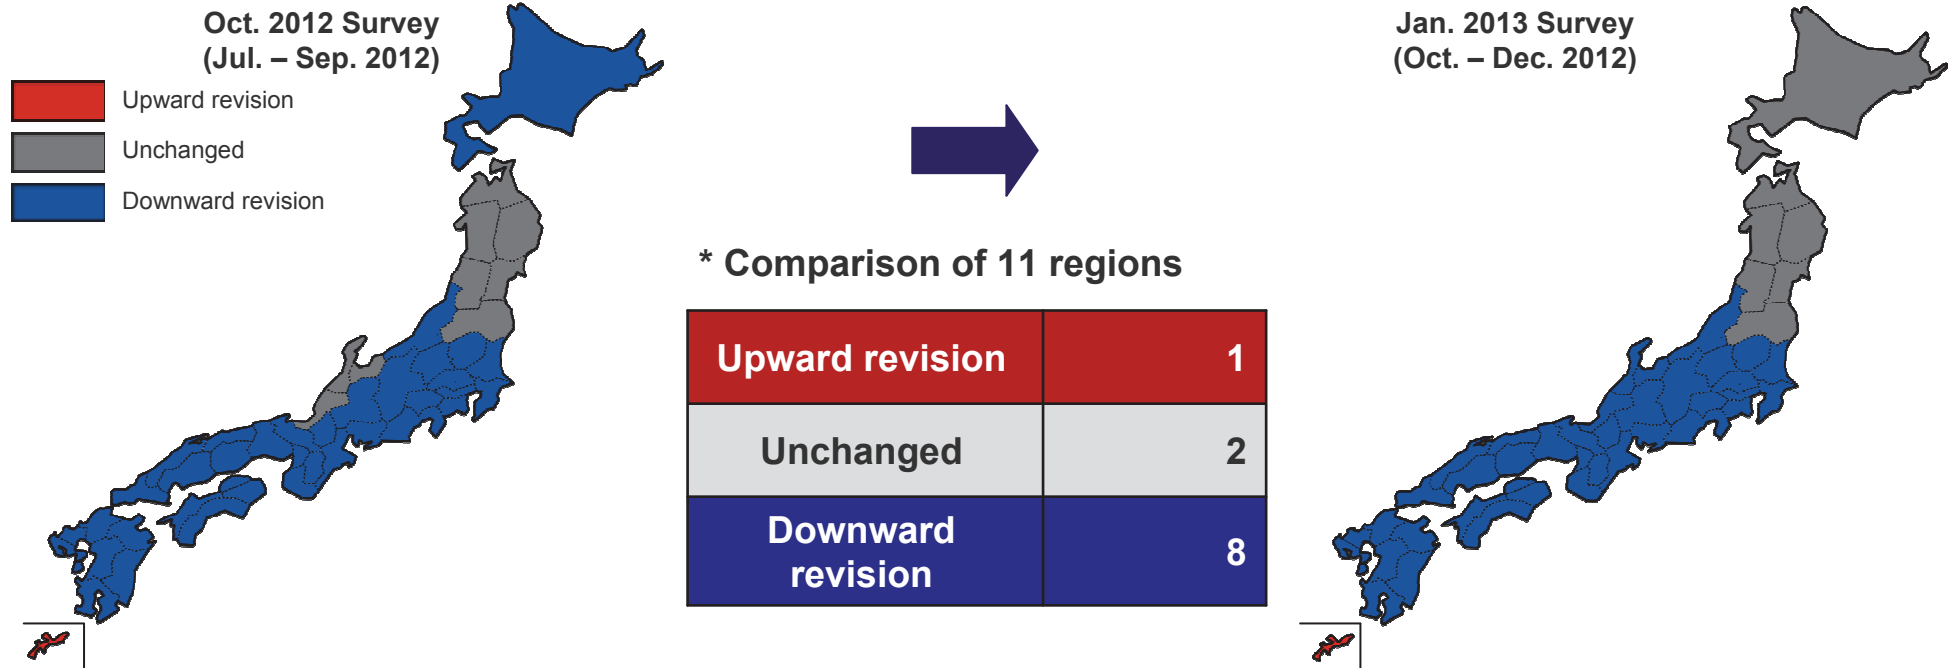 Oct. 2012 Survey
(Jul. – Sep. 2012)
Upward revision
Unchanged
Downward revision
Jan. 2013 Survey
(Oct. – Dec. 2012)
* Comparison of 11 regions
Upward revision 1
Unchanged 2
Downward
revision 8